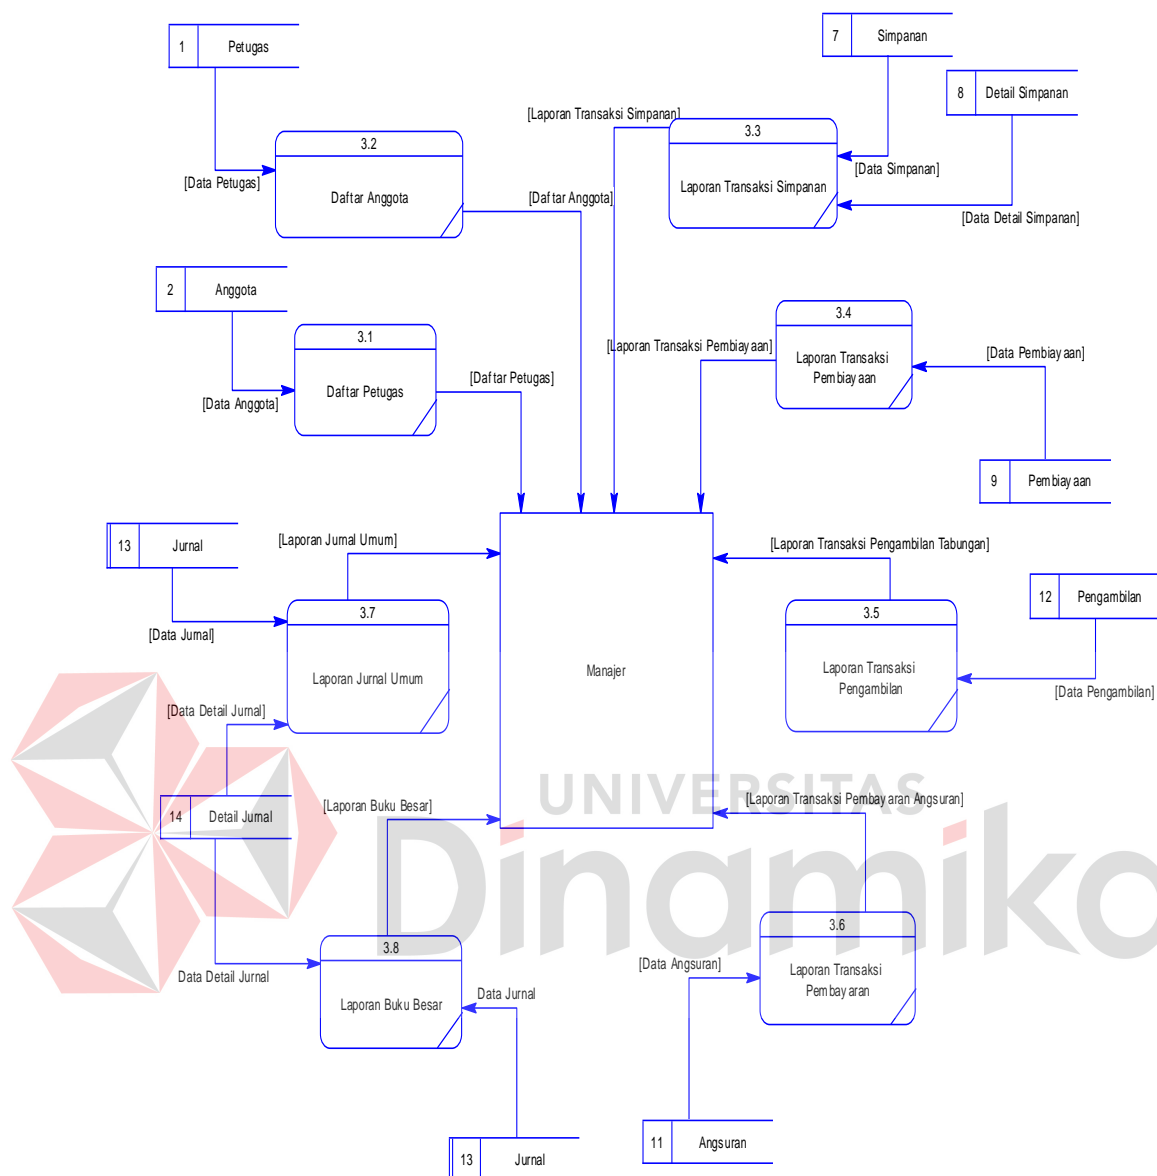 1 Petugas
7 Simpanan
8 Detail Simpanan
[Laporan Transaksi Simpanan]
3.2
3.3
[Data Petugas]
Daftar Anggota
[Daftar Anggota]
Laporan Transaksi Simpanan
[Data Simpanan]
[Data Detail Simpanan]
2 Anggota
3.1
3.4
[Laporan Transaksi Pembiayaan]
Laporan Transaksi
Pembiayaan
[Data Pembiayaan]
[Data Anggota]
Daftar Petugas
[Daftar Petugas]
9 Pembiayaan
13 Jurnal
[Laporan Jurnal Umum]
[Laporan Transaksi Pengambilan Tabungan]
12 Pengambilan
3.7
3.5
[Data Jurnal]
Laporan Jurnal Umum
Manajer
Laporan Transaksi
Pengambilan
[Data Pengambilan]
[Data Detail Jurnal]
14 Detail Jurnal
[Laporan Buku Besar]
[Laporan Transaksi Pembayaran Angsuran]
UNIVERSITAS
Dinamika
3.8
3.6
Data Detail Jurnal
Laporan Buku Besar
Data Jurnal
[Data Angsuran]
Laporan Transaksi
Pembayaran
11 Angsuran
13 Jurnal